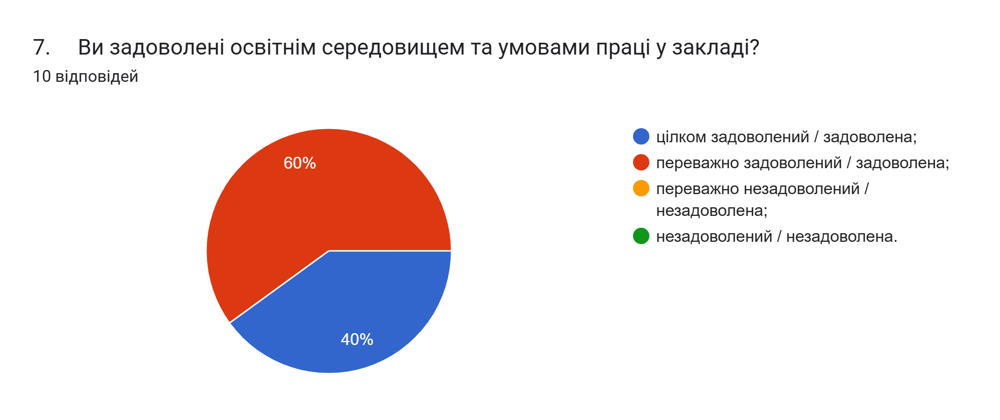 7. Ви задоволені освітнім середовищем та умовами праці у закладі?
10 відповідей
60%
40%
цілком задоволений / задоволена;
переважно задоволений / задоволена;
переважно незадоволений /
незадоволена;
незадоволений / незадоволена.